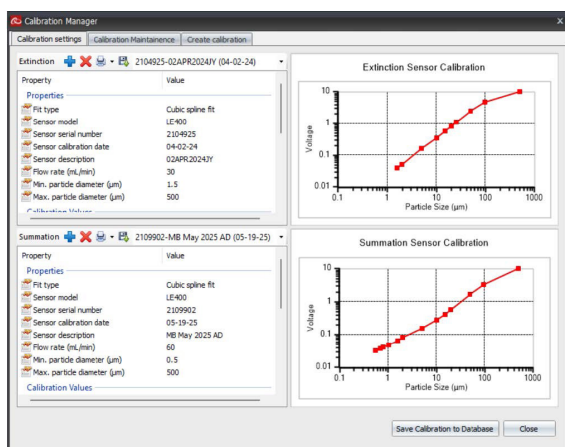 Calibration Manager
x
Calibration settings Calibration Maintainence Create calibration
Extinction 2104925-02APR2024JY (04-02-24)
Property Value
Properties
Fit type Cubic spline fit
Sensor model LE400
Sensor serial number 2104925
Sensor calibration date 04-02-24
Sensor description 02APR2024JY
Flow rate (mL/min) 30
Min. particle diameter (µm) 1.5
Max. particle diameter (µm) 500
Calibration Values
Extinction Sensor Calibration
Voltage
10
1
0.1
0.01
0.1 1 10 100 1000
Particle Size (µm)
Summation 2109902-MB May 2025 AD (05-19-25)
Property Value
Properties
Fit type Cubic spline fit
Sensor model LE400
Sensor serial number 2109902
Sensor calibration date 05-19-25
Sensor description MB May 2025 AD
Flow rate (mL/min) 60
Min. particle diameter (µm) 0.5
Max. particle diameter (µm) 500
Calibration Values
Summation Sensor Calibration
Voltage
10
1
0.1
0.01
0.1 1 10 100 1000
Particle Size (µm)
Save Calibration to Database Close